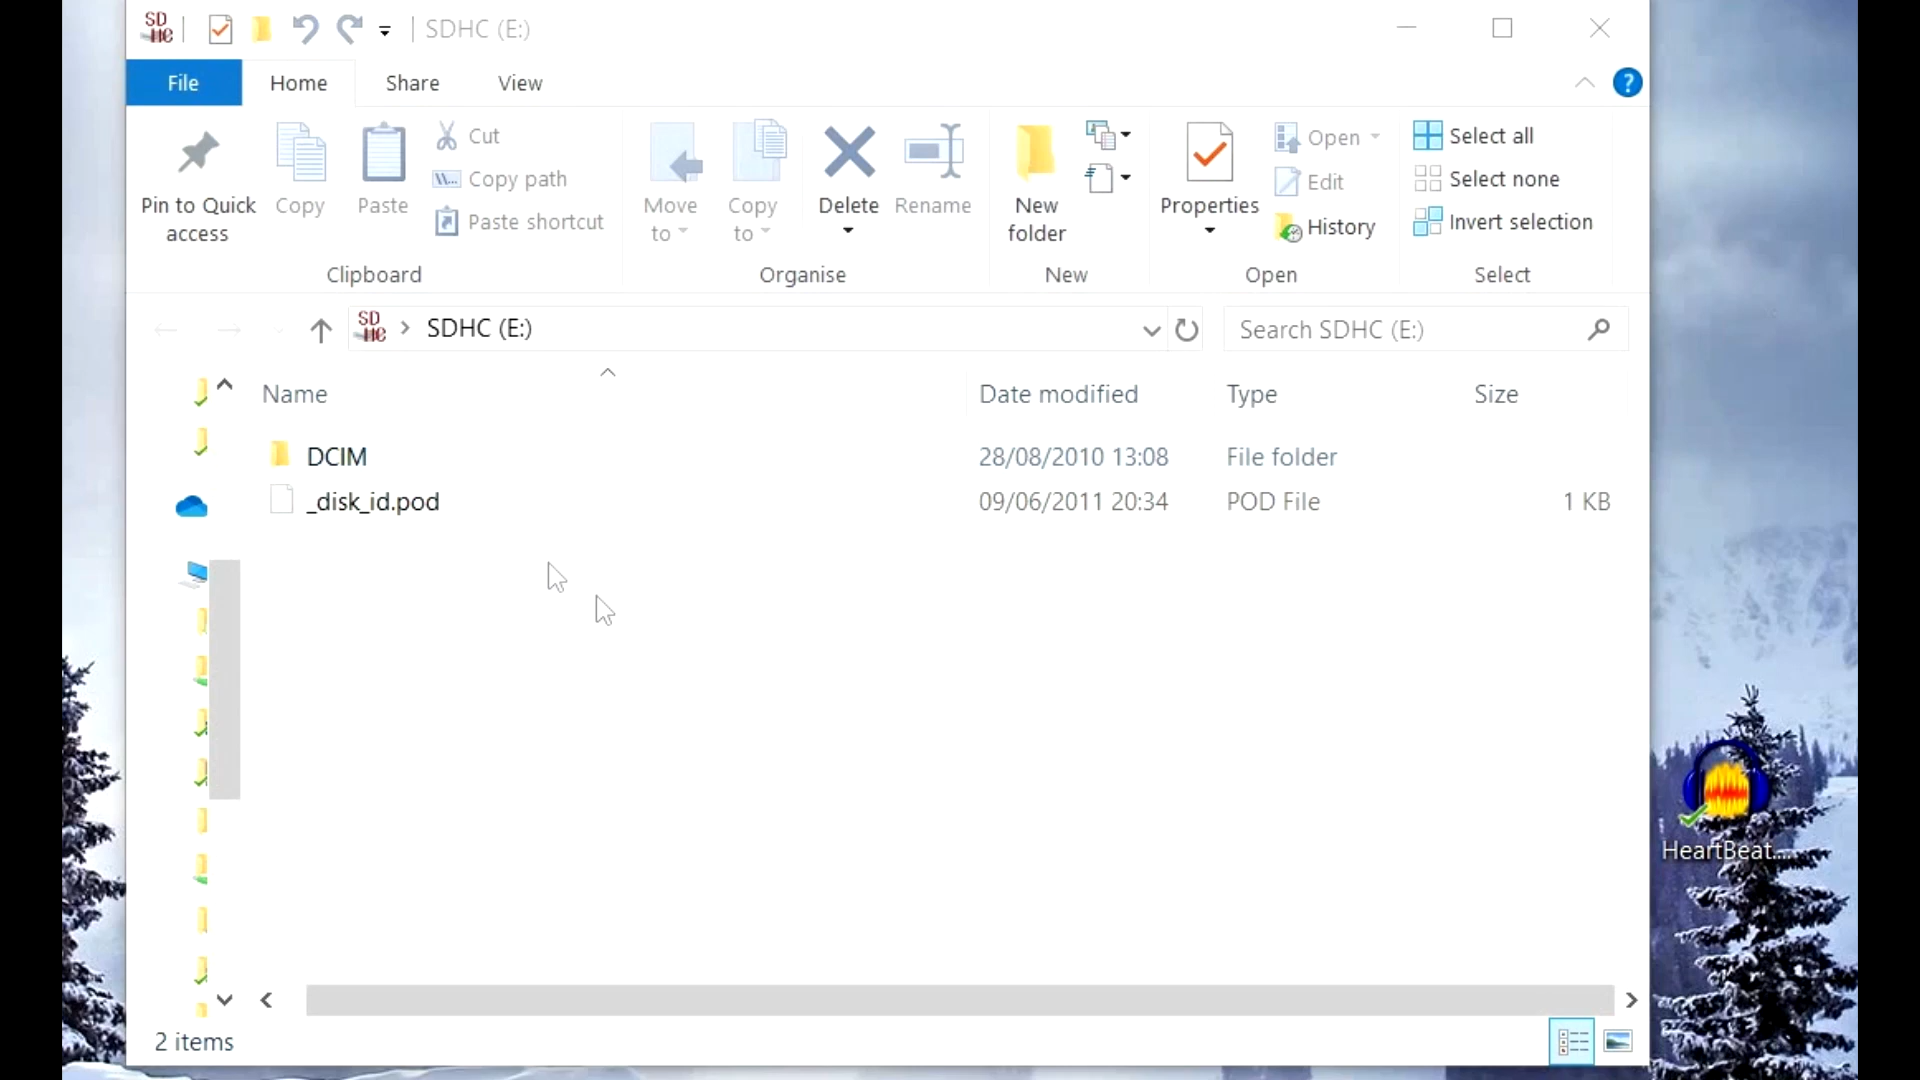 SDHC (E:)
File Home Share View
Pin to Quick access
Copy
Paste
Cut
Copy path
Paste shortcut
Clipboard
Move to
Copy to
Delete
Rename
Organise
New folder
New
Properties
Open
Edit
History
Open
Select all
Select none
Invert selection
Select
SDHC (E:)
Search SDHC (E:)
Name Date modified Type Size
DCIM 28/08/2010 13:08 File folder
_disk_id.pod 09/06/2011 20:34 POD File 1 KB
HeartBeat....
2 items